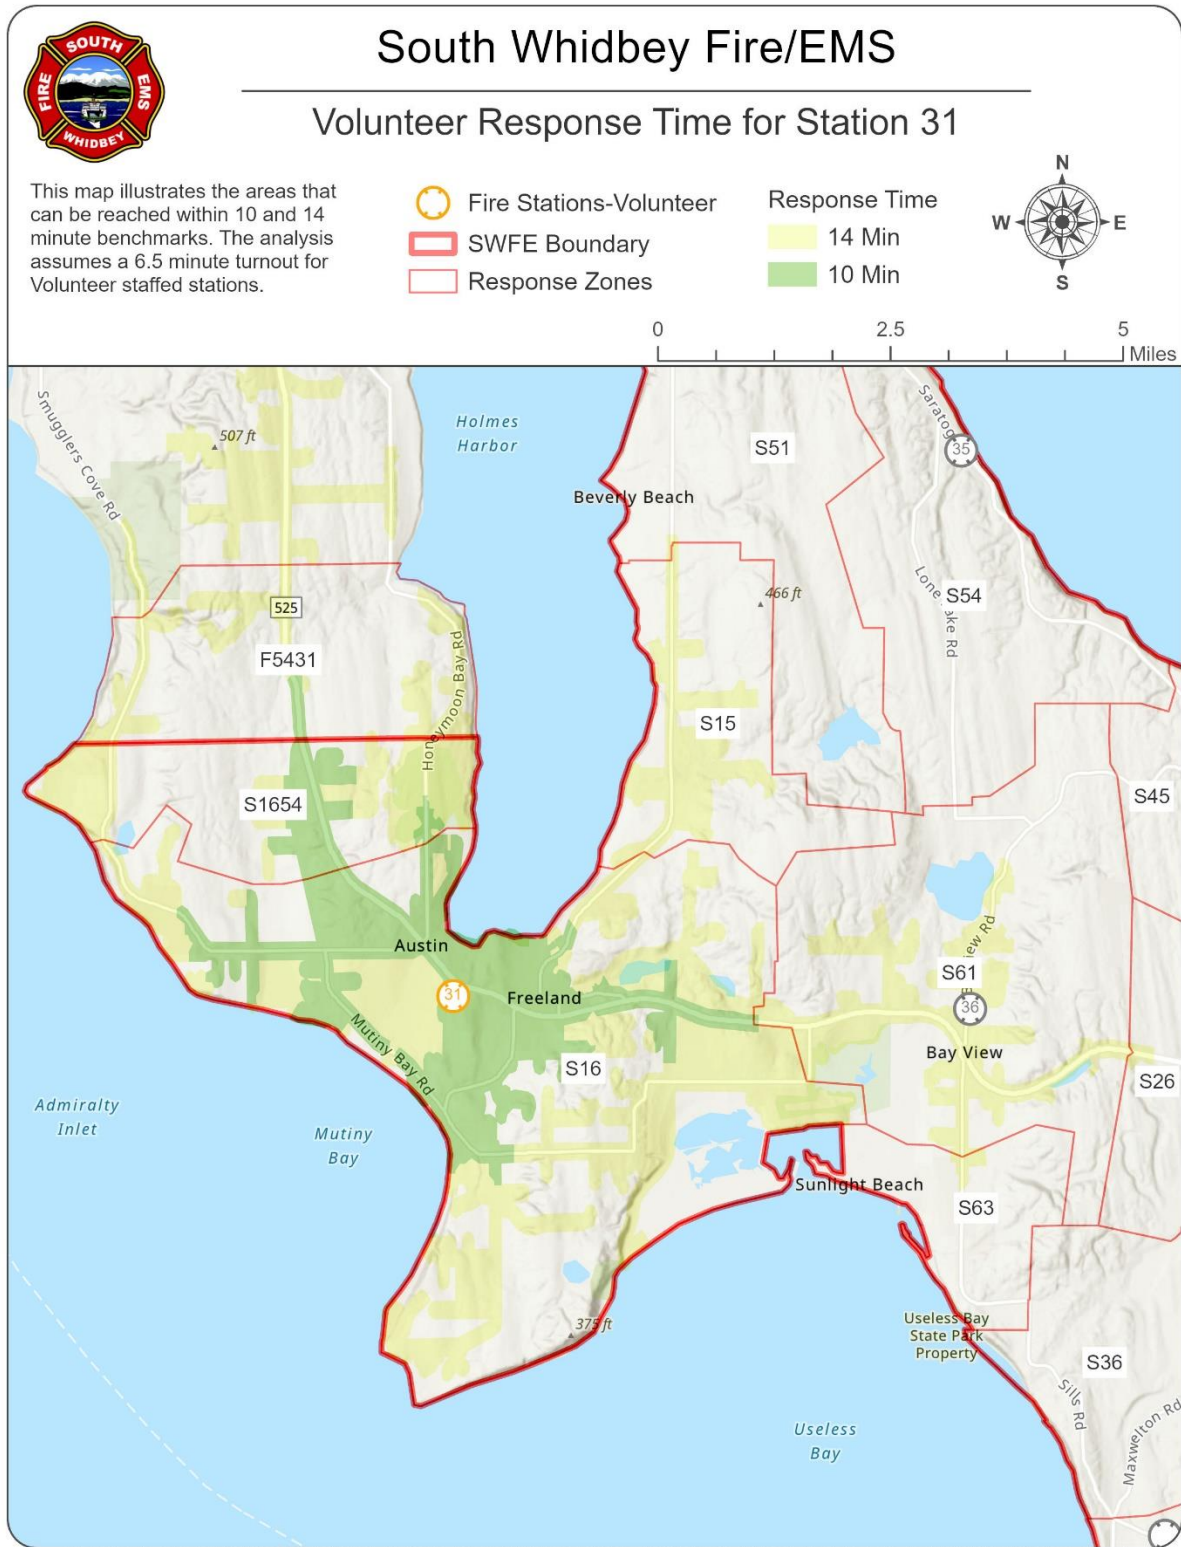 SOUTH
FIRE
EMS
WHIDBEY
South Whidbey Fire/EMS
Volunteer Response Time for Station 31
This map illustrates the areas that
can be reached within 10 and 14
minute benchmarks. The analysis
assumes a 6.5 minute turnout for
Volunteer staffed stations.
Fire Stations-Volunteer
SWFE Boundary
Response Zones
Response Time
14 Min
10 Min
N
W
E
S
0
2.5
5
Miles
Smugglers Cove Rd
507 ft
Holmes
Harbor
S51
Saratog
35
Beverly Beach
466 ft
Lone
ke Rd
S54
525
F5431
Honeymoon Bay Rd
S15
S1654
S45
Austin
31
Freeland
iew Rd
S61
36
Bay View
Mutiny Bay Rd
S16
S26
Admiralty
Inlet
Mutiny
Bay
Sunlight Beach
S63
375 ft
Useless Bay
State Park
Property
S36
Sills Rd
Maxwelton Rd
Useless
Bay